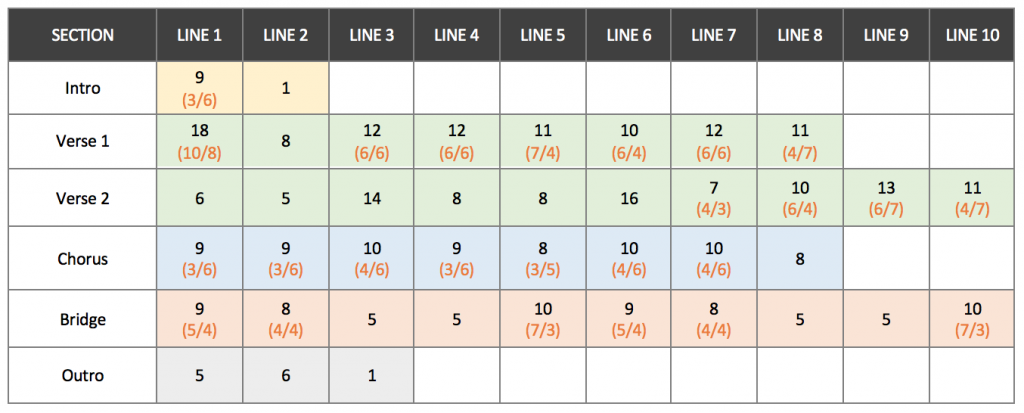 SECTION LINE 1 LINE 2 LINE 3 LINE 4 LINE 5 LINE 6 LINE 7 LINE 8 LINE 9 LINE 10
Intro 9 (3/6) 1
Verse 1 18 (10/8) 8 12 (6/6) 12 (6/6) 11 (7/4) 10 (6/4) 12 (6/6) 11 (4/7)
Verse 2 6 5 14 8 8 16 7 (4/3) 10 (6/4) 13 (6/7) 11 (4/7)
Chorus 9 (3/6) 9 (3/6) 10 (4/6) 9 (3/6) 8 (3/5) 10 (4/6) 10 (4/6) 8
Bridge 9 (5/4) 8 (4/4) 5 5 10 (7/3) 9 (5/4) 8 (4/4) 5 5 10 (7/3)
Outro 5 6 1